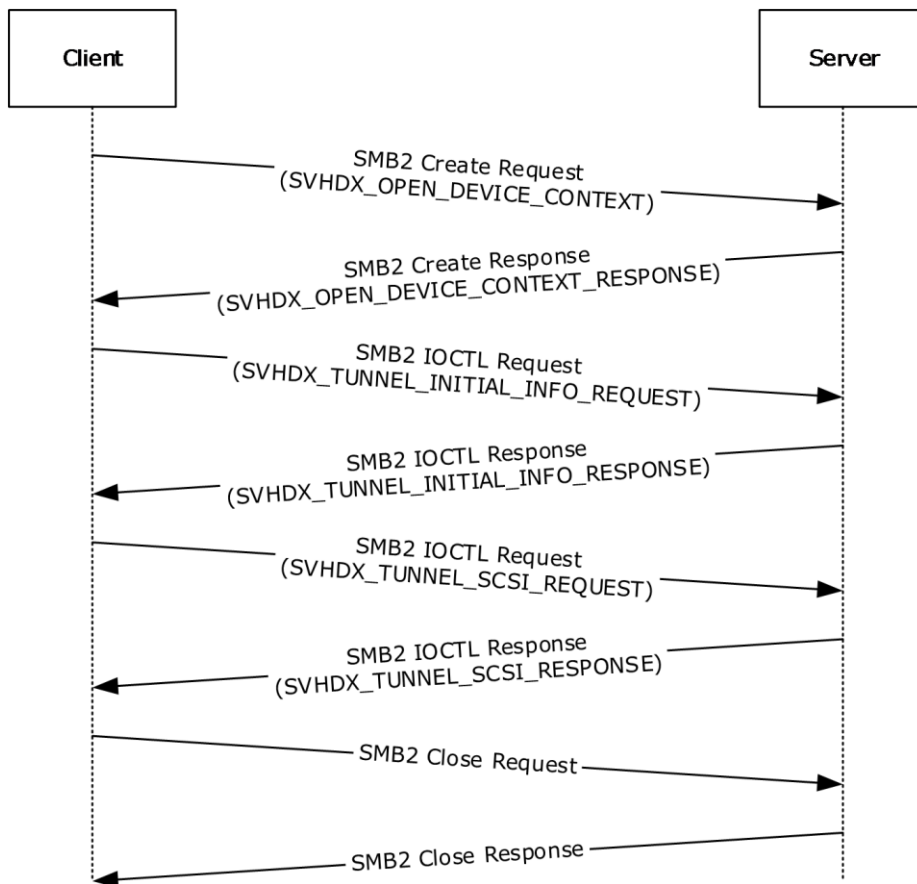 Client
Server
SMB2 Create Request
(SVHDX_OPEN_DEVICE_CONTEXT)
SMB2 Create Response
(SVHDX_OPEN_DEVICE_CONTEXT_RESPONSE)
SMB2 IOCTL Request
(SVHDX_TUNNEL_INITIAL_INFO_REQUEST)
SMB2 IOCTL Response
(SVHDX_TUNNEL_INITIAL_INFO_RESPONSE)
SMB2 IOCTL Request
(SVHDX_TUNNEL_SCSI_REQUEST)
SMB2 IOCTL Response
(SVHDX_TUNNEL_SCSI_RESPONSE)
SMB2 Close Request
SMB2 Close Response